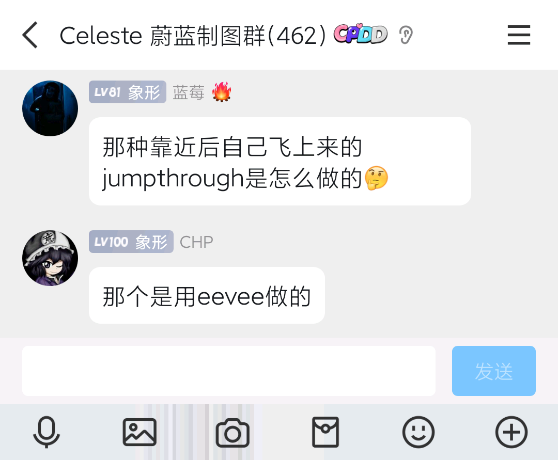 Celeste 蔚蓝制图群(462) CPDD
LV81 象形 蓝莓
那种靠近后自己飞上来的
jumpthrough是怎么做的
LV100 象形 CHP
那个是用eevee做的
发送